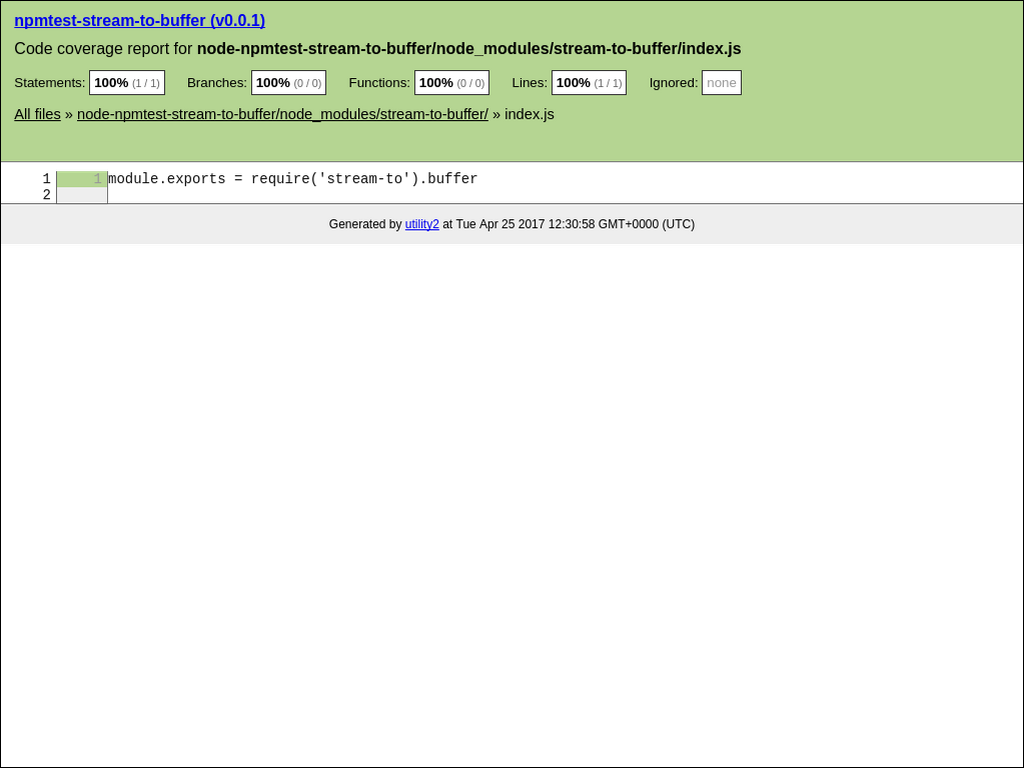 npmtest-stream-to-buffer (v0.0.1)
Code coverage report for node-npmtest-stream-to-buffer/node_modules/stream-to-buffer/index.js
Statements: 100% (1 / 1) Branches: 100% (0 / 0) Functions: 100% (0 / 0) Lines: 100% (1 / 1) Ignored: none
All files » node-npmtest-stream-to-buffer/node_modules/stream-to-buffer/ » index.js
1 1 module.exports = require('stream-to').buffer
2
Generated by utility2 at Tue Apr 25 2017 12:30:58 GMT+0000 (UTC)